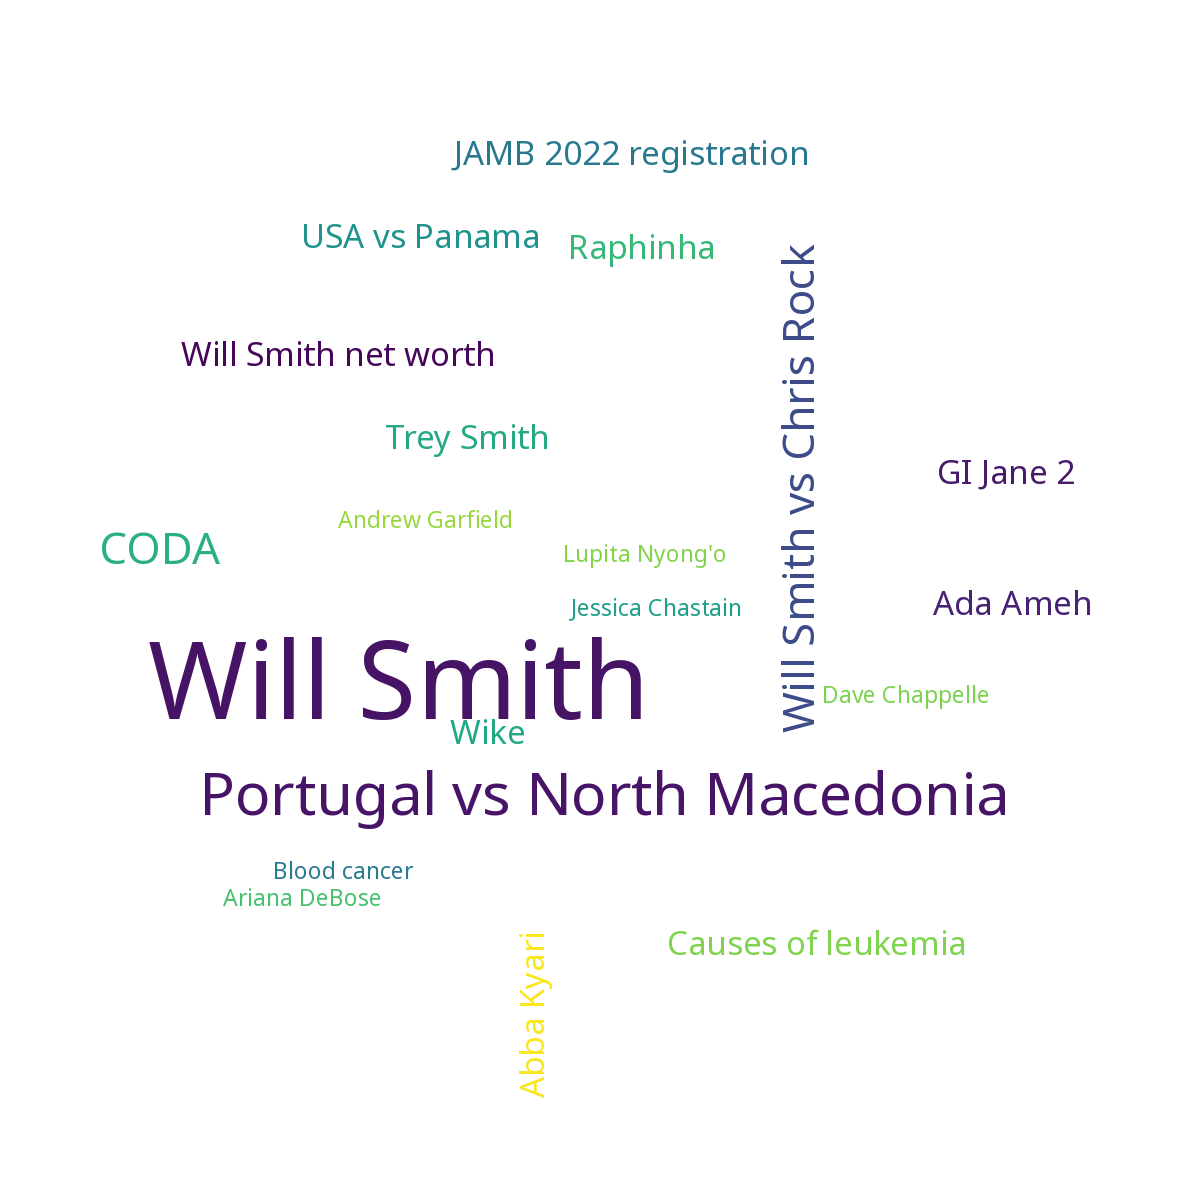 JAMB 2022 registration
USA vs Panama
Raphinha
Will Smith vs Chris Rock
Will Smith net worth
Trey Smith
GI Jane 2
Andrew Garfield
CODA
Lupita Nyong'o
Jessica Chastain
Ada Ameh
Will Smith
Dave Chappelle
Wike
Portugal vs North Macedonia
Blood cancer
Ariana DeBose
Abba Kyari
Causes of leukemia